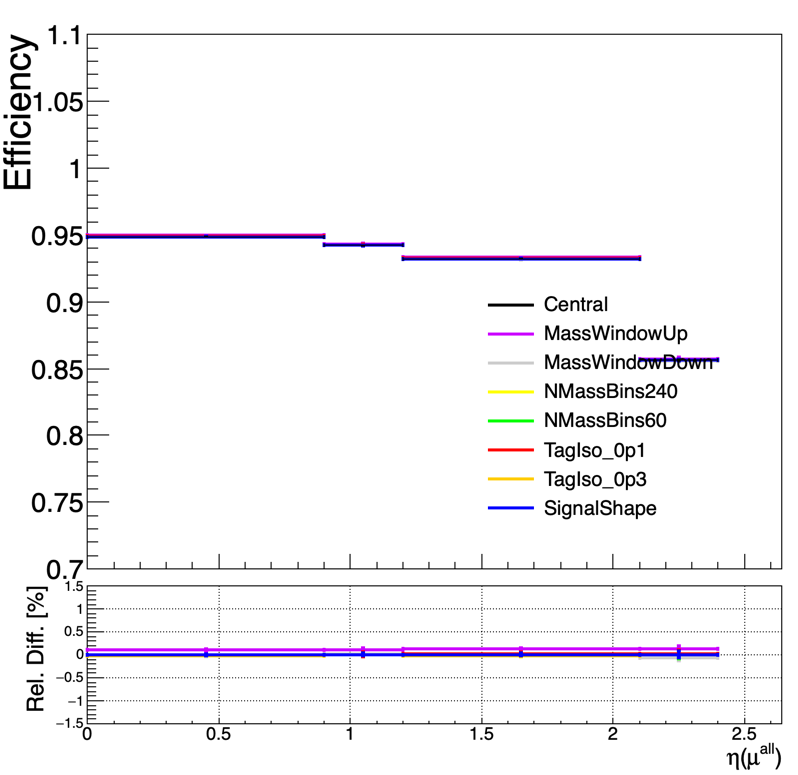 Efficiency
1.1
1.05
1
0.95
0.9
0.85
0.8
0.75
0.7
Central
MassWindowUp
MassWindowDown
NMassBins240
NMassBins60
TagIso_0p1
TagIso_0p3
SignalShape
Rel. Diff. [%]
1.5
1
0.5
0
−0.5
−1
−1.5
0 0.5 1 1.5 2 2.5
η(μ^all)